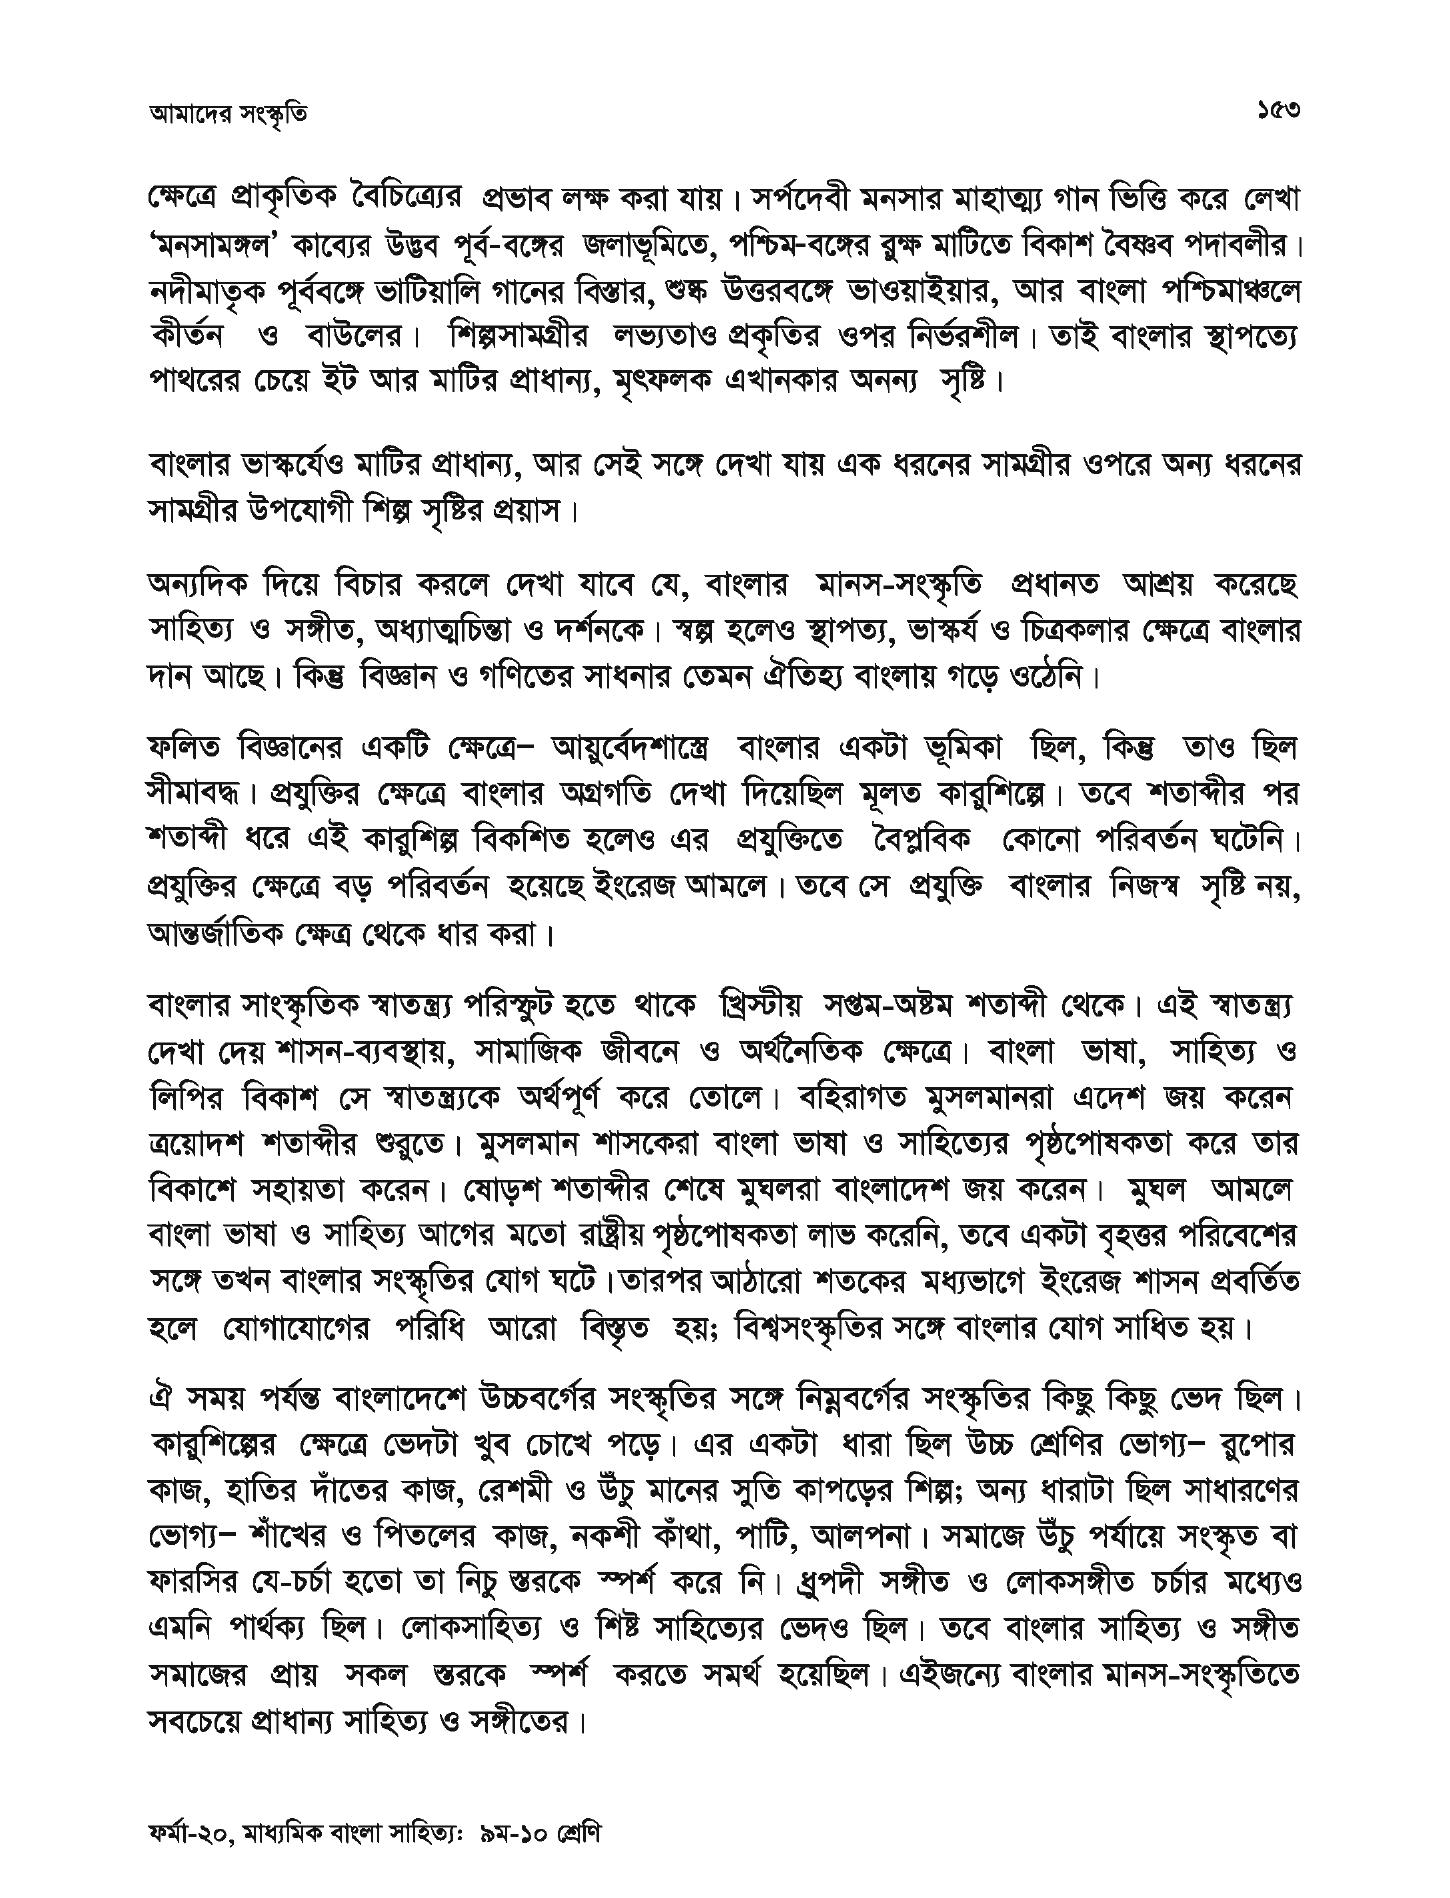 আমাদের সংস্কৃতি
১৫৩
ক্ষেত্রে প্রাকৃতিক বৈচিত্র্যের প্রভাব লক্ষ করা যায়। সর্পদেবী মনসার মাহাত্ম্য গান ভিত্তি করে লেখা
‘মনসামঙ্গল’ কাব্যের উদ্ভব পূর্ব-বঙ্গের জলাভূমিতে, পশ্চিম-বঙ্গের রুক্ষ মাটিতে বিকাশ বৈষ্ণব পদাবলীর।
নদীমাতৃক পূর্ববঙ্গে ভাটিয়ালি গানের বিস্তার, শুষ্ক উত্তরবঙ্গে ভাওয়াইয়ার, আর বাংলা পশ্চিমাঞ্চলে
কীর্তন ও বাউলের। শিল্পসামগ্রীর লভ্যতাও প্রকৃতির ওপর নির্ভরশীল। তাই বাংলার স্থাপত্যে
পাথরের চেয়ে ইট আর মাটির প্রাধান্য, মৃৎফলক এখানকার অনন্য সৃষ্টি।
বাংলার ভাস্কর্যেও মাটির প্রাধান্য, আর সেই সঙ্গে দেখা যায় এক ধরনের সামগ্রীর ওপরে অন্য ধরনের
সামগ্রীর উপযোগী শিল্প সৃষ্টির প্রয়াস।
অন্যদিক দিয়ে বিচার করলে দেখা যাবে যে, বাংলার মানস-সংস্কৃতি প্রধানত আশ্রয় করেছে
সাহিত্য ও সঙ্গীত, অধ্যাত্মচিন্তা ও দর্শনকে। স্বল্প হলেও স্থাপত্য, ভাস্কর্য ও চিত্রকলার ক্ষেত্রে বাংলার
দান আছে। কিন্তু বিজ্ঞান ও গণিতের সাধনার তেমন ঐতিহ্য বাংলায় গড়ে ওঠেনি।
ফলিত বিজ্ঞানের একটি ক্ষেত্রে– আয়ুর্বেদশাস্ত্রে বাংলার একটা ভূমিকা ছিল, কিন্তু তাও ছিল
সীমাবদ্ধ। প্রযুক্তির ক্ষেত্রে বাংলার অগ্রগতি দেখা দিয়েছিল মূলত কারুশিল্পে। তবে শতাব্দীর পর
শতাব্দী ধরে এই কারুশিল্প বিকশিত হলেও এর প্রযুক্তিতে বৈপ্লবিক কোনো পরিবর্তন ঘটেনি।
প্রযুক্তির ক্ষেত্রে বড় পরিবর্তন হয়েছে ইংরেজ আমলে। তবে সে প্রযুক্তি বাংলার নিজস্ব সৃষ্টি নয়,
আন্তর্জাতিক ক্ষেত্র থেকে ধার করা।
বাংলার সাংস্কৃতিক স্বাতন্ত্র্য পরিস্ফুট হতে থাকে খ্রিস্টীয় সপ্তম-অষ্টম শতাব্দী থেকে। এই স্বাতন্ত্র্য
দেখা দেয় শাসন-ব্যবস্থায়, সামাজিক জীবনে ও অর্থনৈতিক ক্ষেত্রে। বাংলা ভাষা, সাহিত্য ও
লিপির বিকাশ সে স্বাতন্ত্র্যকে অর্থপূর্ণ করে তোলে। বহিরাগত মুসলমানরা এদেশ জয় করেন
ত্রয়োদশ শতাব্দীর শুরুতে। মুসলমান শাসকেরা বাংলা ভাষা ও সাহিত্যের পৃষ্ঠপোষকতা করে তার
বিকাশে সহায়তা করেন। ষোড়শ শতাব্দীর শেষে মুঘলরা বাংলাদেশ জয় করেন। মুঘল আমলে
বাংলা ভাষা ও সাহিত্য আগের মতো রাষ্ট্রীয় পৃষ্ঠপোষকতা লাভ করেনি, তবে একটা বৃহত্তর পরিবেশের
সঙ্গে তখন বাংলার সংস্কৃতির যোগ ঘটে। তারপর আঠারো শতকের মধ্যভাগে ইংরেজ শাসন প্রবর্তিত
হলে যোগাযোগের পরিধি আরো বিস্তৃত হয়; বিশ্বসংস্কৃতির সঙ্গে বাংলার যোগ সাধিত হয়।
ঐ সময় পর্যন্ত বাংলাদেশে উচ্চবর্গের সংস্কৃতির সঙ্গে নিম্নবর্গের সংস্কৃতির কিছু কিছু ভেদ ছিল।
কারুশিল্পের ক্ষেত্রে ভেদটা খুব চোখে পড়ে। এর একটা ধারা ছিল উচ্চ শ্রেণির ভোগ্য– রুপোর
কাজ, হাতির দাঁতের কাজ, রেশমী ও উঁচু মানের সুতি কাপড়ের শিল্প; অন্য ধারাটা ছিল সাধারণের
ভোগ্য– শাঁখের ও পিতলের কাজ, নকশী কাঁথা, পাটি, আলপনা। সমাজে উঁচু পর্যায়ে সংস্কৃত বা
ফারসির যে-চর্চা হতো তা নিচু স্তরকে স্পর্শ করে নি। ধ্রুপদী সঙ্গীত ও লোকসঙ্গীত চর্চার মধ্যেও
এমনি পার্থক্য ছিল। লোকসাহিত্য ও শিষ্ট সাহিত্যের ভেদও ছিল। তবে বাংলার সাহিত্য ও সঙ্গীত
সমাজের প্রায় সকল স্তরকে স্পর্শ করতে সমর্থ হয়েছিল। এইজন্যে বাংলার মানস-সংস্কৃতিতে
সবচেয়ে প্রাধান্য সাহিত্য ও সঙ্গীতের।
ফর্মা-২০, মাধ্যমিক বাংলা সাহিত্য: ৯ম-১০ শ্রেণি